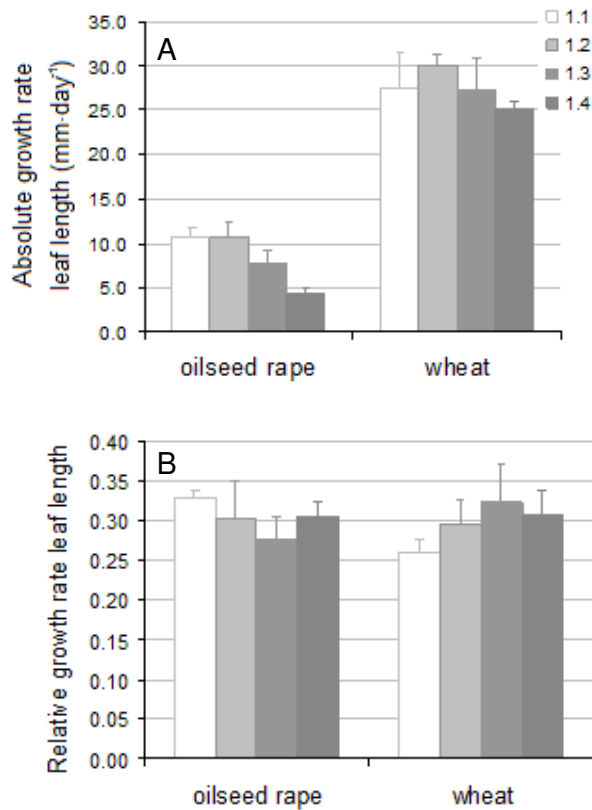 A
Absolute growth rate
leaf length (mm·day⁻¹)
35.0
30.0
25.0
20.0
15.0
10.0
5.0
0.0
oilseed rape
wheat
1.1
1.2
1.3
1.4
B
Relative growth rate leaf length
0.40
0.35
0.30
0.25
0.20
0.15
0.10
0.05
0.00
oilseed rape
wheat